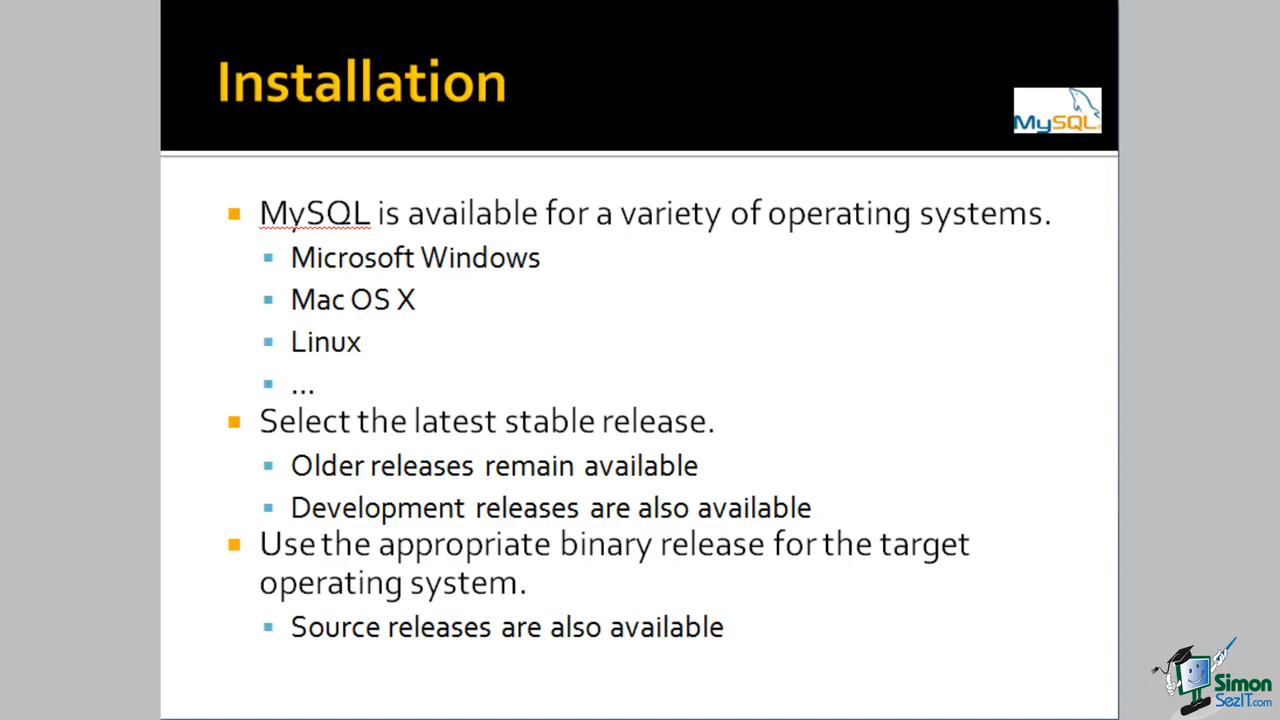 Installation
MySQL
MySQL is available for a variety of operating systems.
Microsoft Windows
Mac OS X
Linux
...
Select the latest stable release.
Older releases remain available
Development releases are also available
Use the appropriate binary release for the target
operating system.
Source releases are also available
Simon
SezIT.com